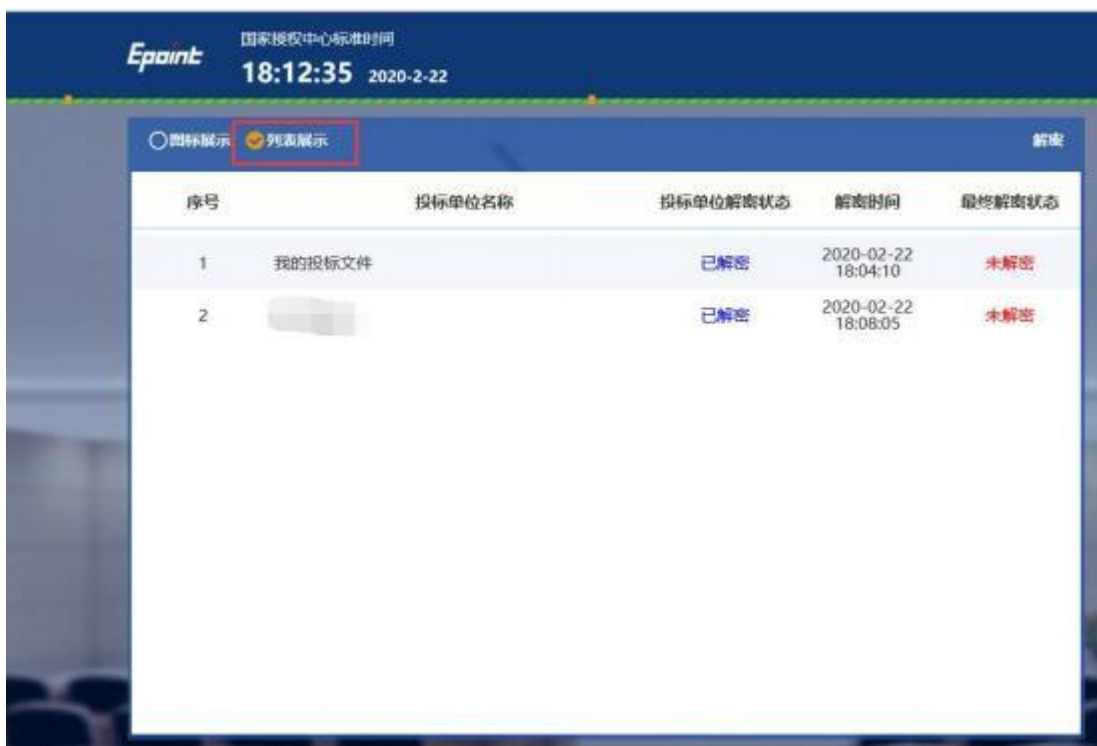 Epoint
国家授权中心标准时间
18:12:35 2020-2-22
图标展示 列表展示 解密
序号 投标单位名称 投标单位解密状态 解密时间 最终解密状态
1 我的投标文件 已解密 2020-02-22 18:04:10 未解密
2 已解密 2020-02-22 18:08:05 未解密